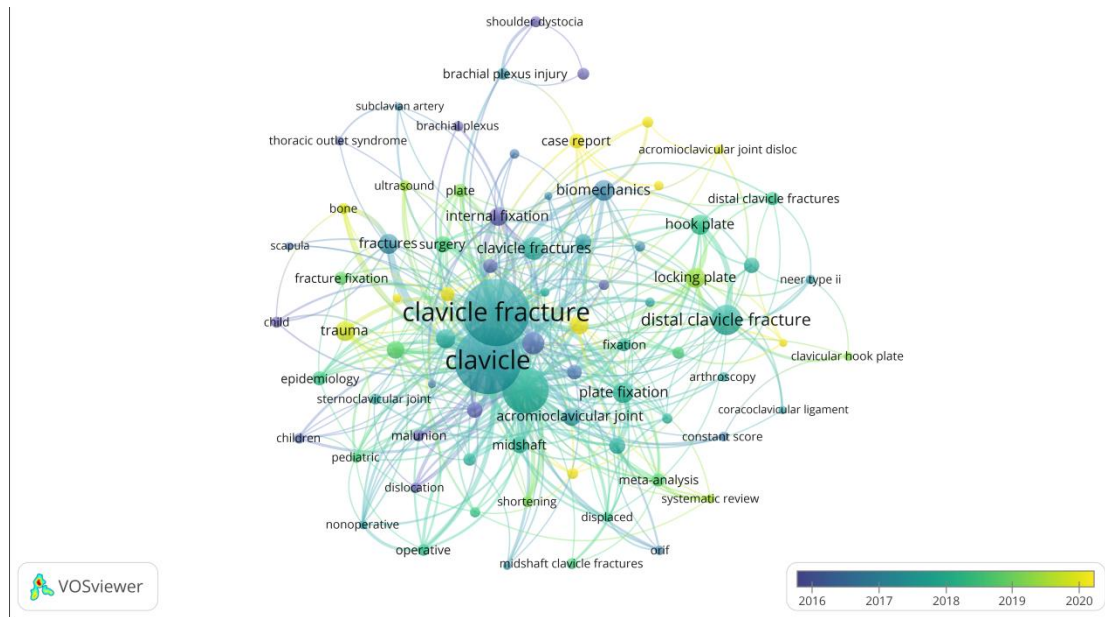 shoulder dystocia
brachial plexus injury
subclavian artery
brachial plexus
thoracic outlet syndrome
case report
acromioclavicular joint disloc
ultrasound
plate
biomechanics
distal clavicle fractures
bone
internal fixation
hook plate
scapula
fractures
surgery
clavicle fractures
fracture fixation
locking plate
neer type ii
child
clavicle fracture
distal clavicle fracture
trauma
fixation
clavicular hook plate
clavicle
epidemiology
arthroscopy
sternoclavicular joint
plate fixation
acromioclavicular joint
coracoclavicular ligament
children
malunion
midshaft
constant score
pediatric
dislocation
meta-analysis
shortening
systematic review
nonoperative
displaced
operative
midshaft clavicle fractures
orif
VOSviewer
2016 2017 2018 2019 2020